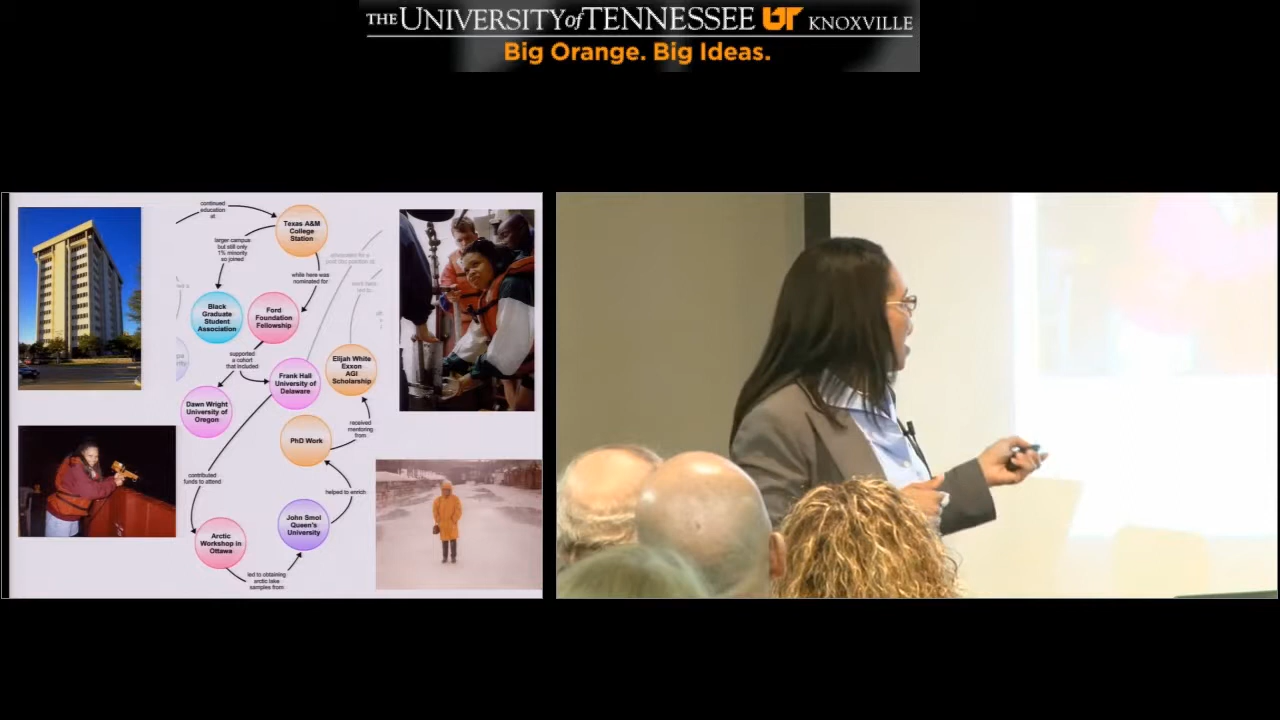 THE UNIVERSITY of TENNESSEE UT KNOXVILLE
Big Orange. Big Ideas.
continued
education
at
Texas A&M
College
Station
larger campus
but still only
1% minority
so joined
while here was
nominated for
Black
Graduate
Student
Association
Ford
Foundation
Fellowship
supported
a cohort
that included
Frank Hall
University of
Delaware
Elijah White
Exxon
AGI
Scholarship
Dawn Wright
University of
Oregon
PhD Work
received
mentoring
from
contributed
funds to attend
helped to enrich
John Smol
Queen's
University
Arctic
Workshop in
Ottawa
led to obtaining
arctic lake
samples from